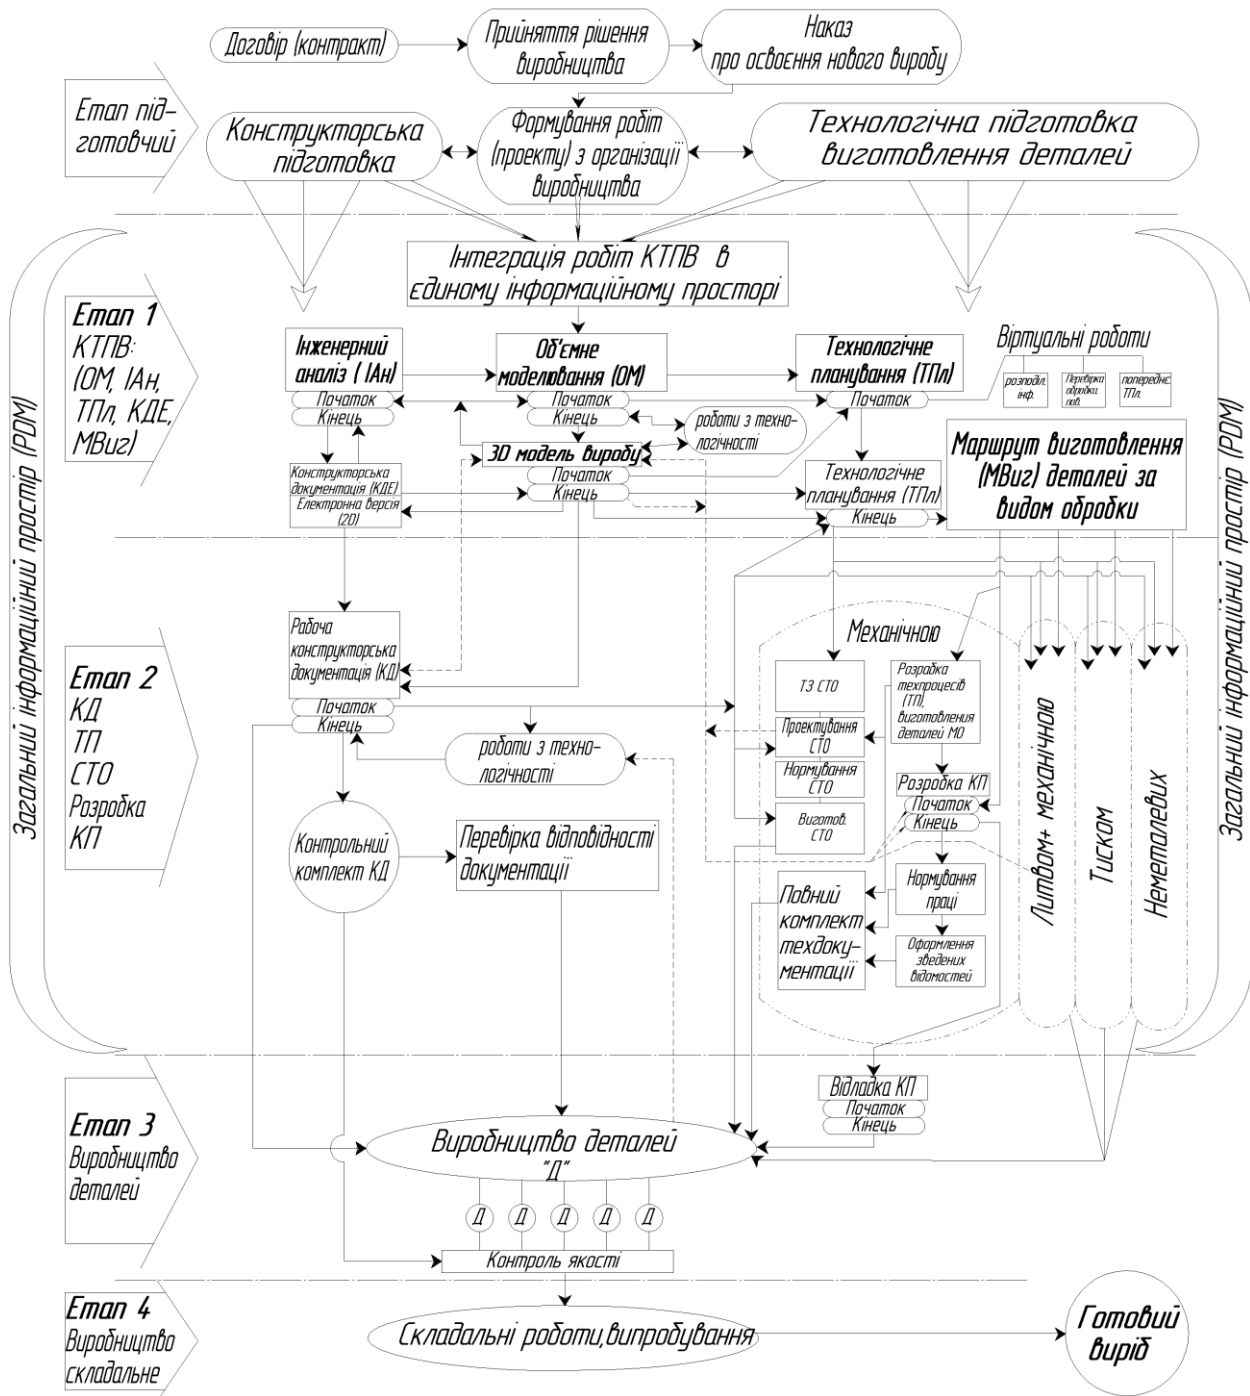 Договір (контракт)
Прийняття рішення
виробництва
Наказ
про освоєння нового виробу
Етап під-
готовчий
Конструкторська
підготовка
Формування робіт
(проекту) з організації
виробництва
Технологічна підготовка
виготовлення деталей
Загальний інформаційний простір (PDM)
Інтеграція робіт КТПВ в
єдиному інформаційному просторі
Етап 1
КТПВ:
(ОМ, ІАн,
ТПл, КДЕ,
МВиг)
Інженерний
аналіз ( ІАн)
Початок
Кінець
Об'ємне
моделювання (ОМ)
Початок
Кінець
Технологічне
планування (ТПл)
Початок
Віртуальні роботи
розподіл.
інф.
Перевірка
обробки
пов.
попереднє
ТПл.
роботи з техно-
логічності
3D модель виробу
Початок
Кінець
Конструкторська
документація (КДЕ)
Електронна версія
(2D)
Технологічне
планування (ТПл)
Кінець
Маршрут виготовлення
(МВиг) деталей за
видом обробки
Загальний інформаційний простір (PDM)
Етап 2
КД
ТП
СТО
Розробка
КП
Рабоча
конструкторська
документація (КД)
Початок
Кінець
роботи з техно-
логічності
Контрольний
комплект КД
Перевірка відповідності
документації
Механічною
ТЗ СТО
Проектування
СТО
Нормування
СТО
Виготов.
СТО
Розрабка
техпроцесів
(ТП),
виготовлення
деталей МО
Розробка КП
Початок
Кінець
Нормування
праці
Оформлення
зведених
відомостей
Повний
комплект
техдоку-
ментації
Литвом+ механічною
Тиском
Неметалевих
Етап 3
Виробництво
деталей
Відладка КП
Початок
Кінець
Виробництво деталей
"Д"
Д Д Д Д Д
Контроль якості
Етап 4
Виробництво
складальне
Складальні роботи,випробування
Готовий
виріб